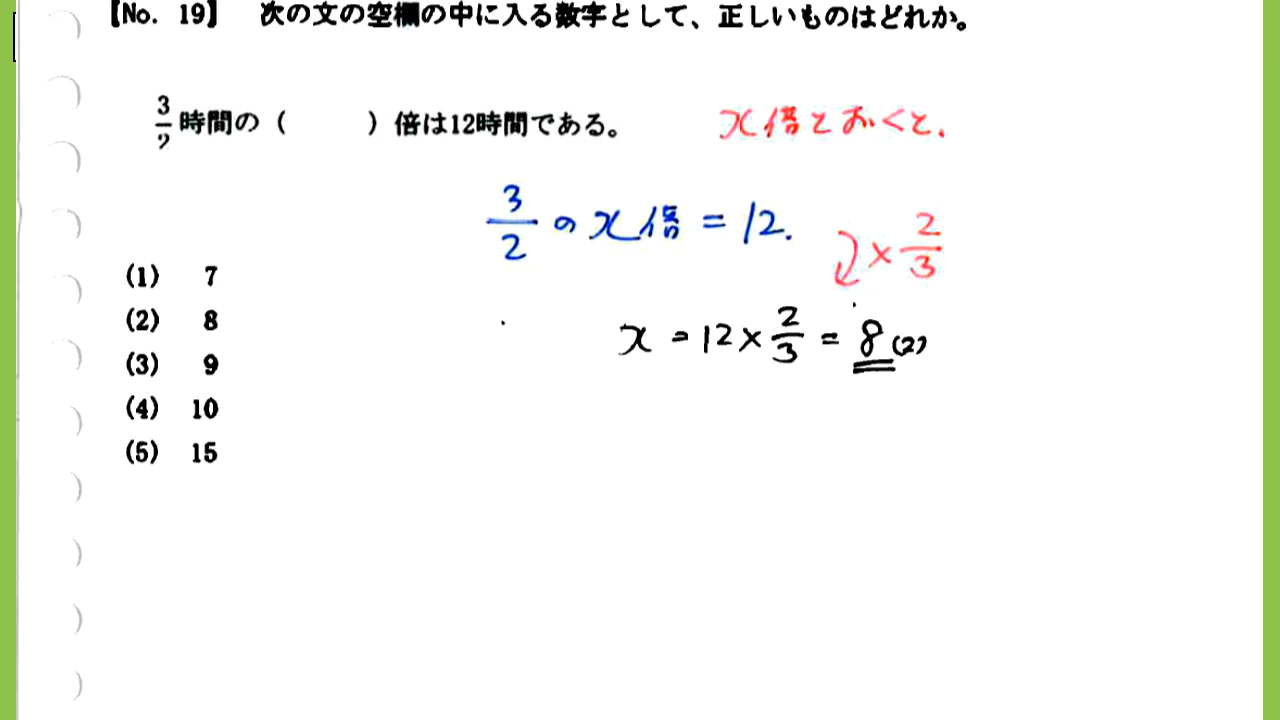 【No. 19】 次の文の空欄の中に入る数字として、正しいものはどれか。
3/2時間の（　　　）倍は12時間である。
x倍とおくと.
3/2 の x倍 = 12.
× 2/3
x = 12 × 2/3 = 8 (2)
(1) 7
(2) 8
(3) 9
(4) 10
(5) 15